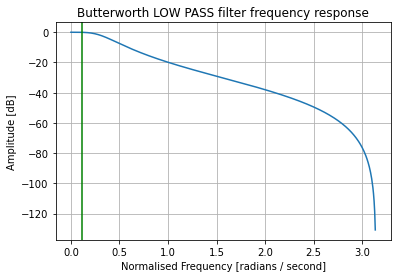 Butterworth LOW PASS filter frequency response
Amplitude [dB]
0
−20
−40
−60
−80
−100
−120
0.0 0.5 1.0 1.5 2.0 2.5 3.0
Normalised Frequency [radians / second]